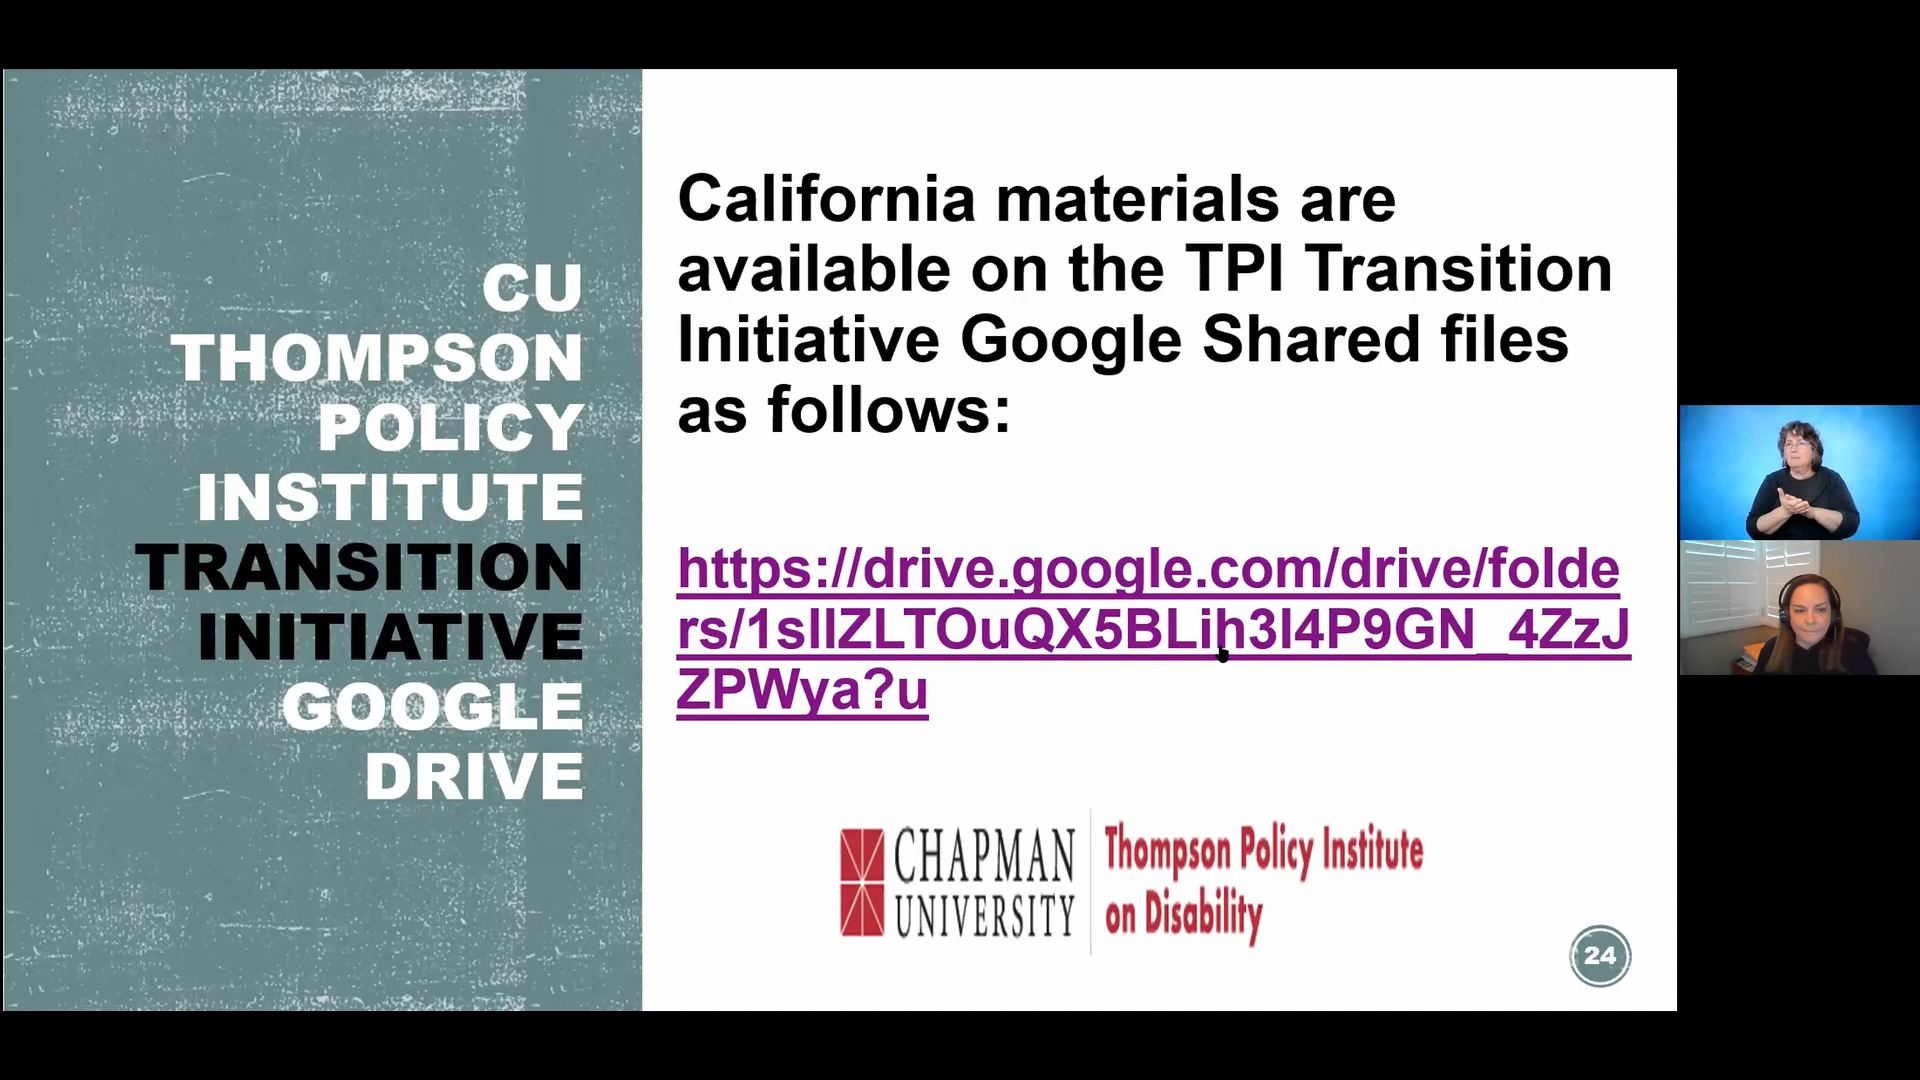 CU
THOMPSON
POLICY
INSTITUTE
TRANSITION
INITIATIVE
GOOGLE
DRIVE
California materials are
available on the TPI Transition
Initiative Google Shared files
as follows:
https://drive.google.com/drive/folde
rs/1sIIZLTOuQX5BLih3I4P9GN_4ZzJ
ZPWya?u
CHAPMAN
UNIVERSITY
Thompson Policy Institute
on Disability
24